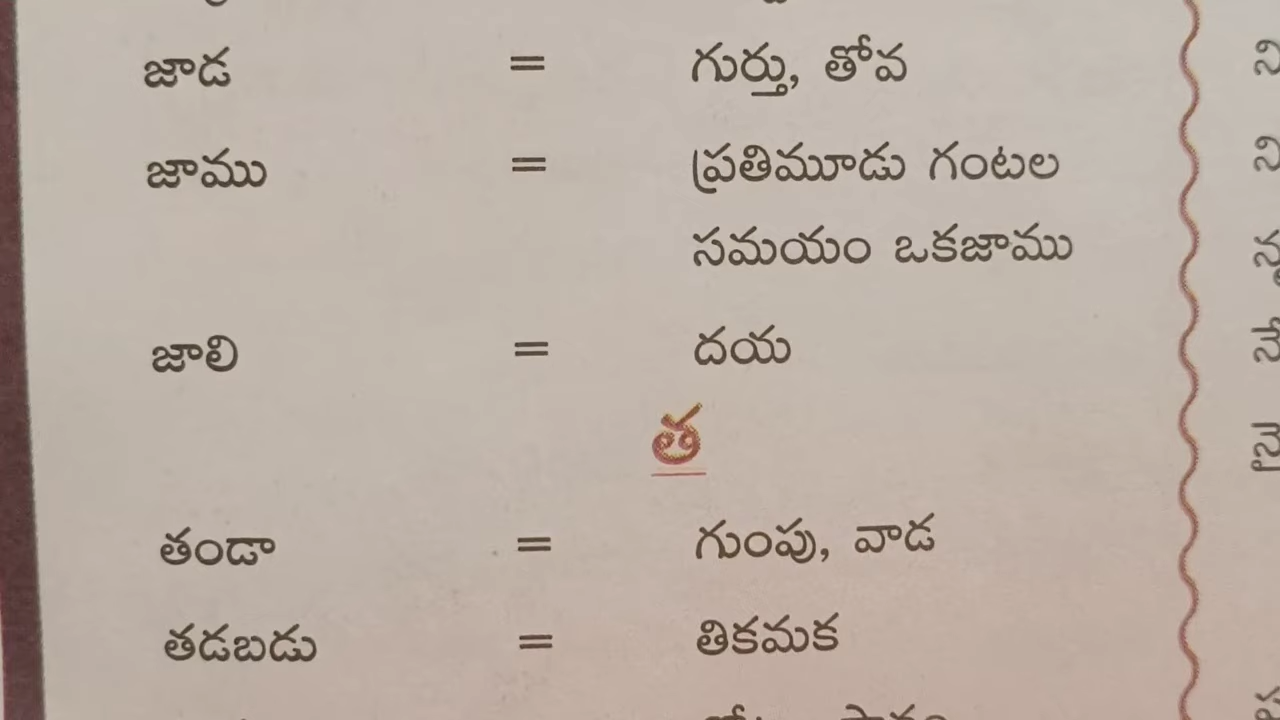 జాడ = గుర్తు, తోవ
జాము = ప్రతిమూడు గంటల
సమయం ఒకజాము
జాలి = దయ
త
తండా = గుంపు, వాడ
తడబడు = తికమక